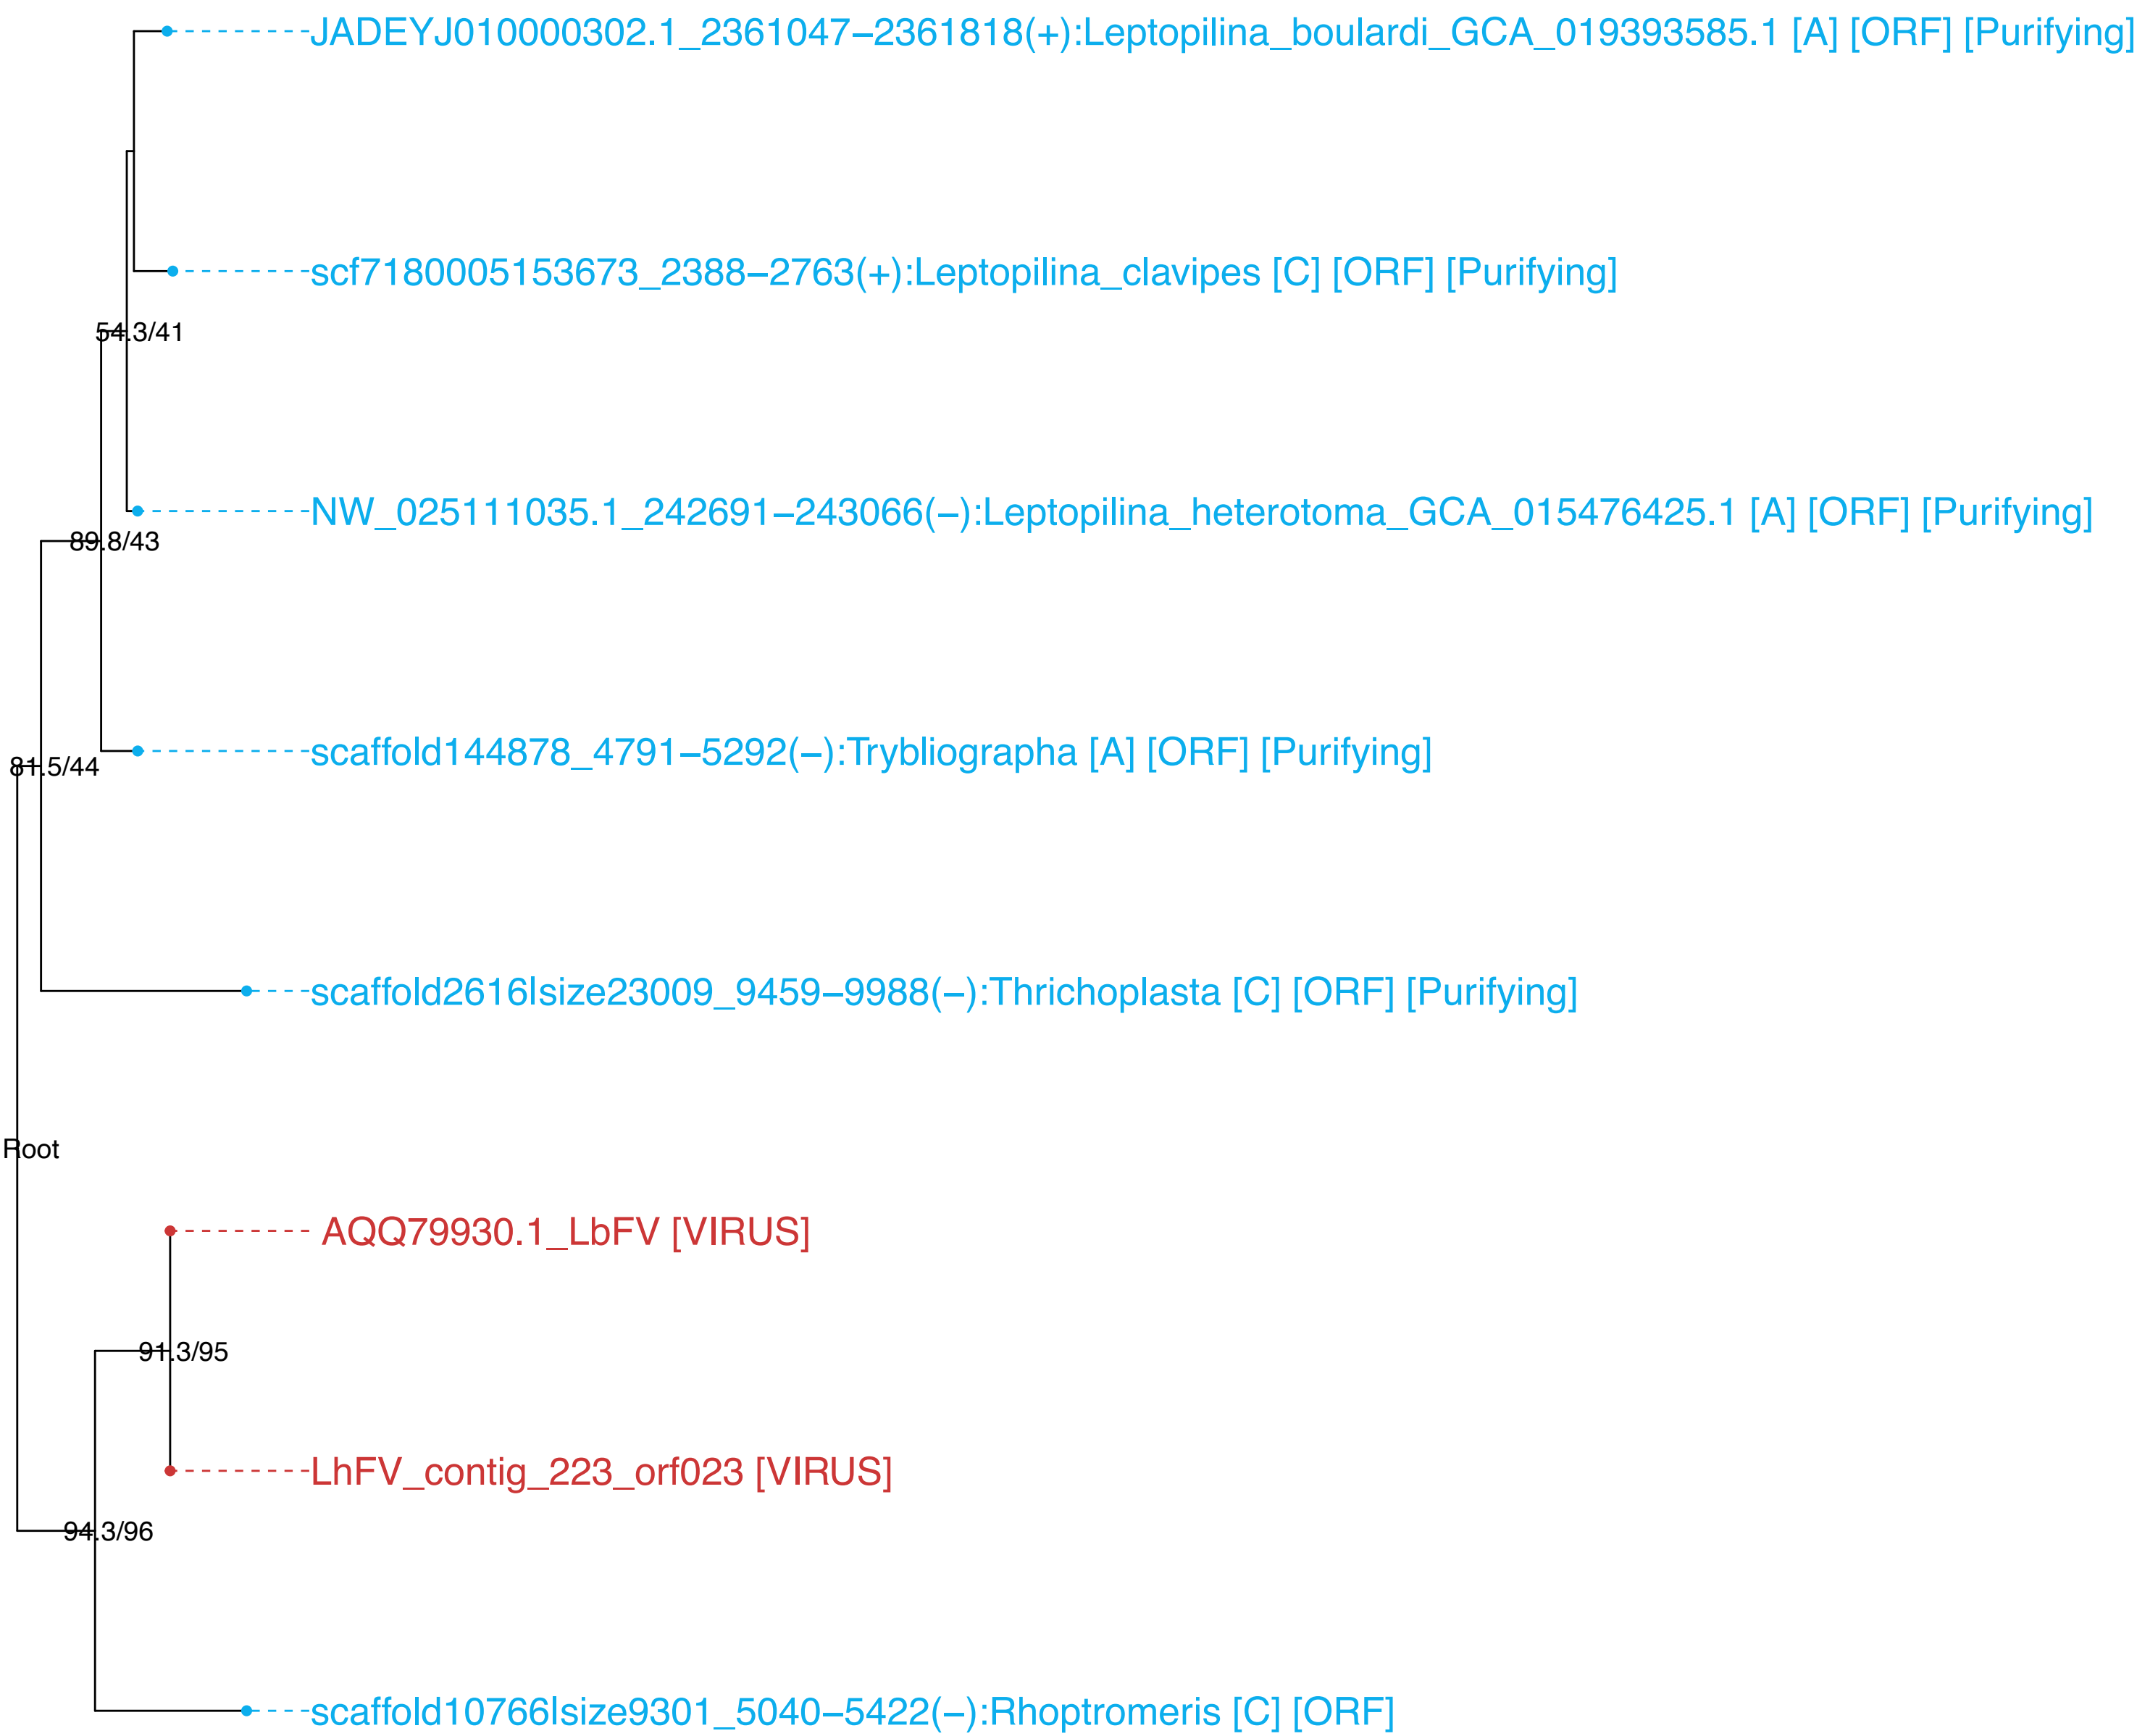 JADEYJ010000302.1_2361047−2361818(+):Leptopilina_boulardi_GCA_019393585.1 [A] [ORF] [Purifying]
scf7180005153673_2388−2763(+):Leptopilina_clavipes [C] [ORF] [Purifying]
54.3/41
NW_025111035.1_242691−243066(−):Leptopilina_heterotoma_GCA_015476425.1 [A] [ORF] [Purifying]
89.8/43
scaffold144878_4791−5292(−):Trybliographa [A] [ORF] [Purifying]
81.5/44
scaffold2616lsize23009_9459−9988(−):Thrichoplasta [C] [ORF] [Purifying]
Root
AQQ79930.1_LbFV [VIRUS]
91.3/95
LhFV_contig_223_orf023 [VIRUS]
94.3/96
scaffold10766lsize9301_5040−5422(−):Rhoptromeris [C] [ORF]